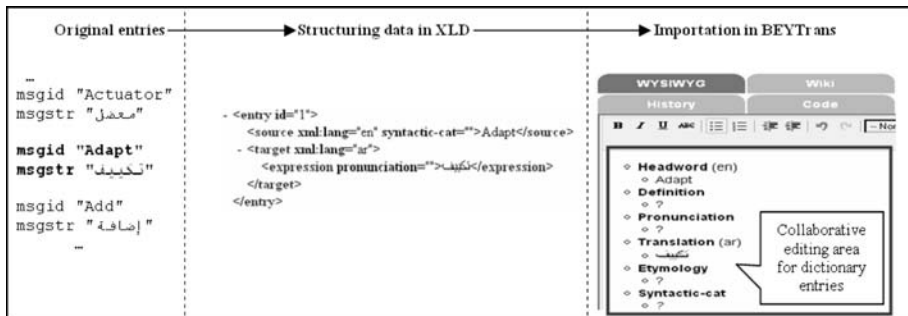 Original entries
Structuring data in XLD
Importation in BEYTrans
...
msgid "Actuator"
msgstr "معضل"
msgid "Adapt"
msgstr "تكييف"
msgid "Add"
msgstr "إضافة"
...
- <entry id="1">
<source xml:lang="en" syntactic-cat="">Adapt</source>
- <target xml:lang="ar">
<expression pronunciation="">تكييف</expression>
</target>
</entry>
WYSIWYG
Wiki
History
Code
B I U ABC
-- Nor
Headword (en)
Adapt
Definition
?
Pronunciation
?
Translation (ar)
تكييف
Etymology
?
Syntactic-cat
?
Collaborative
editing area
for dictionary
entries